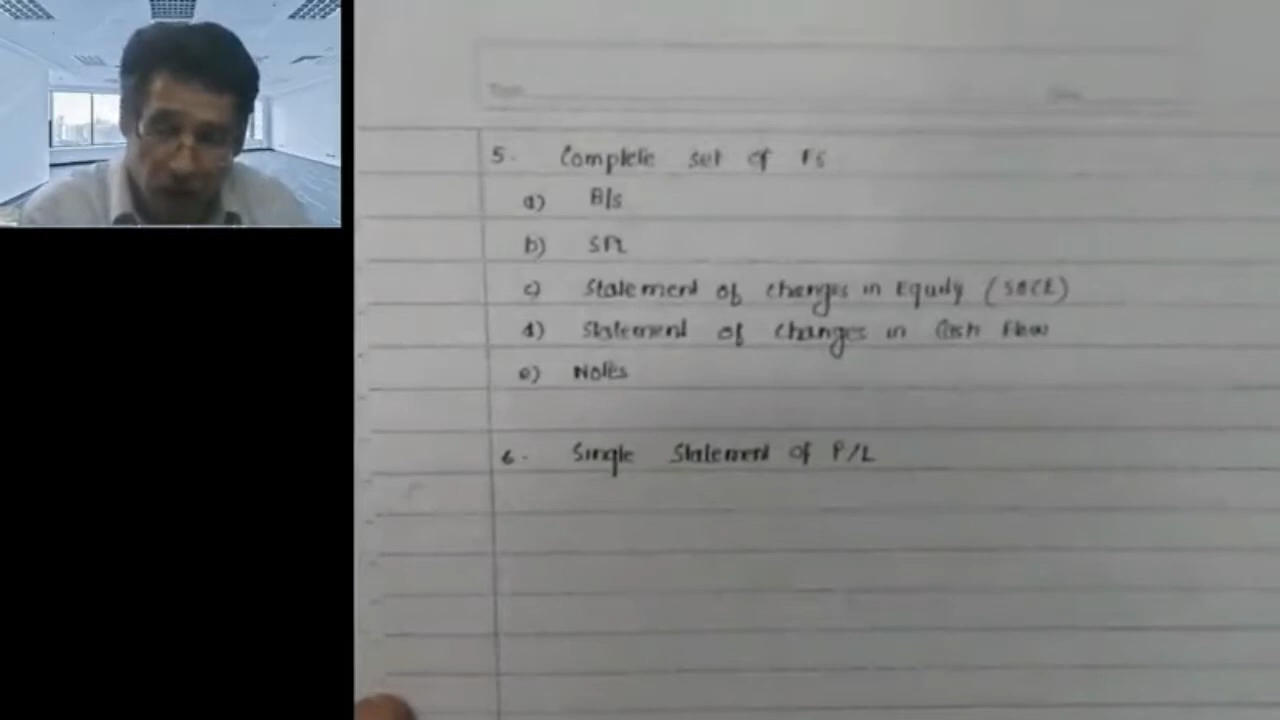 5. Complete set of FS
a) B/s
b) SPL
c) Statement of changes in Equity (SOCE)
d) Statement of changes in Cash Flow
e) Notes
6. Single Statement of P/L